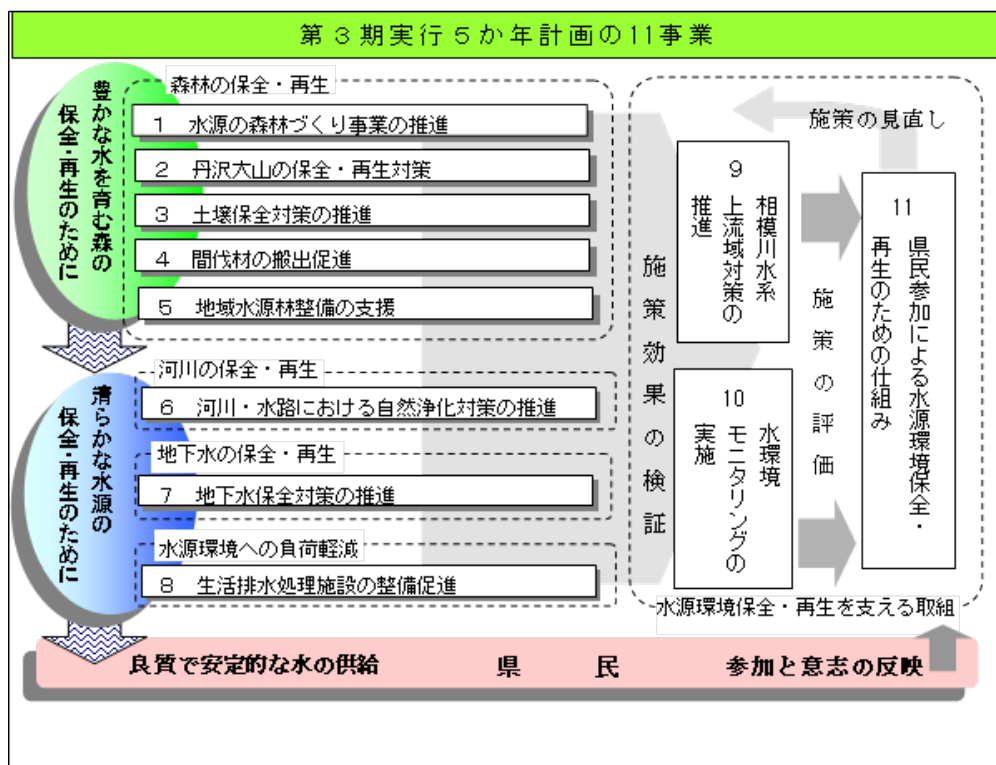 第３期実行５か年計画の11事業
豊かな水を育む森の
保全・再生のために
森林の保全・再生
1 水源の森林づくり事業の推進
2 丹沢大山の保全・再生対策
3 土壌保全対策の推進
4 間伐材の搬出促進
5 地域水源林整備の支援
清らかな水源の
保全・再生のために
河川の保全・再生
6 河川・水路における自然浄化対策の推進
地下水の保全・再生
7 地下水保全対策の推進
水源環境への負荷軽減
8 生活排水処理施設の整備促進
施策効果の検証
9
相模川水系
上流域対策の
推進
10
水環境
モニタリングの
実施
施策の評価
施策の見直し
11
県民参加による水源環境保全・
再生のための仕組み
水源環境保全・再生を支える取組
良質で安定的な水の供給 県 民 参加と意志の反映